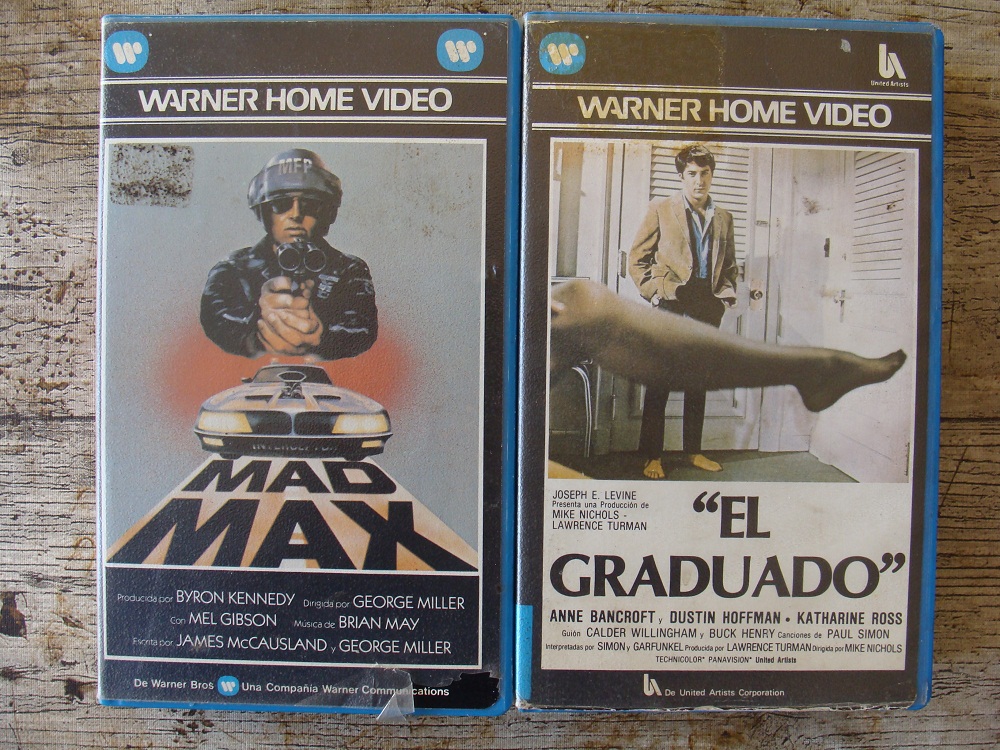 WARNER HOME VIDEO
MFP
INTERCEPTOR
MAD
MAX
Producida por BYRON KENNEDY Dirigida por GEORGE MILLER
Con MEL GIBSON Música de BRIAN MAY
Escrita por JAMES McCAUSLAND y GEORGE MILLER
De Warner Bros Una Compañia Warner Communications
United Artists
WARNER HOME VIDEO
JOSEPH E. LEVINE
Presenta una Producción de
MIKE NICHOLS -
LAWRENCE TURMAN
“EL
GRADUADO”
ANNE BANCROFT y DUSTIN HOFFMAN • KATHARINE ROSS
Guión CALDER WILLINGHAM y BUCK HENRY Canciones de PAUL SIMON
Interpretadas por SIMON y GARFUNKEL Producida por LAWRENCE TURMAN Dirigida por MIKE NICHOLS
TECHNICOLOR® PANAVISION® United Artists
De United Artists Corporation